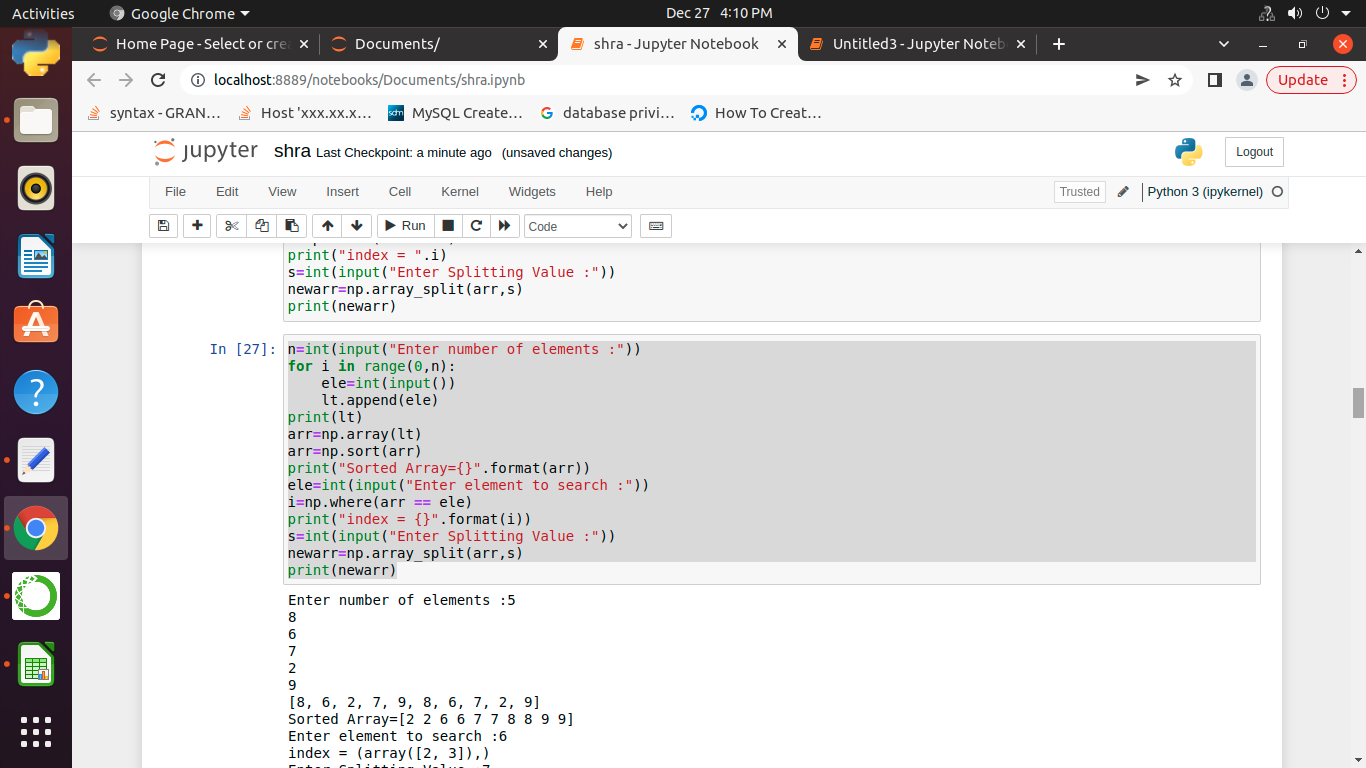 Activities
Google Chrome
Dec 27 4:10 PM
Home Page - Select or cre
Documents/
shra - Jupyter Notebook
Untitled3 - Jupyter Noteb
localhost:8889/notebooks/Documents/shra.ipynb
Update
syntax - GRAN…
Host 'xxx.xx.x…
MySQL Create…
database privi…
How To Creat…
jupyter
shra Last Checkpoint: a minute ago (unsaved changes)
Logout
File Edit View Insert Cell Kernel Widgets Help
Trusted
Python 3 (ipykernel)
Run
Code
print("index = ".i)
s=int(input("Enter Splitting Value :"))
newarr=np.array_split(arr,s)
print(newarr)
In [27]:
n=int(input("Enter number of elements :"))
for i in range(0,n):
    ele=int(input())
    lt.append(ele)
print(lt)
arr=np.array(lt)
arr=np.sort(arr)
print("Sorted Array={}".format(arr))
ele=int(input("Enter element to search :"))
i=np.where(arr == ele)
print("index = {}".format(i))
s=int(input("Enter Splitting Value :"))
newarr=np.array_split(arr,s)
print(newarr)
Enter number of elements :5
8
6
7
2
9
[8, 6, 2, 7, 9, 8, 6, 7, 2, 9]
Sorted Array=[2 2 6 6 7 7 8 8 9 9]
Enter element to search :6
index = (array([2, 3]),)
Enter Splitting Value :7